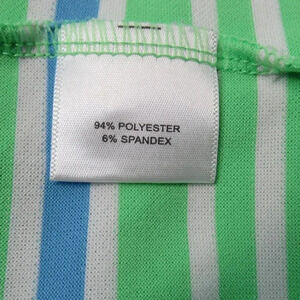 94% POLYESTER
6% SPANDEX